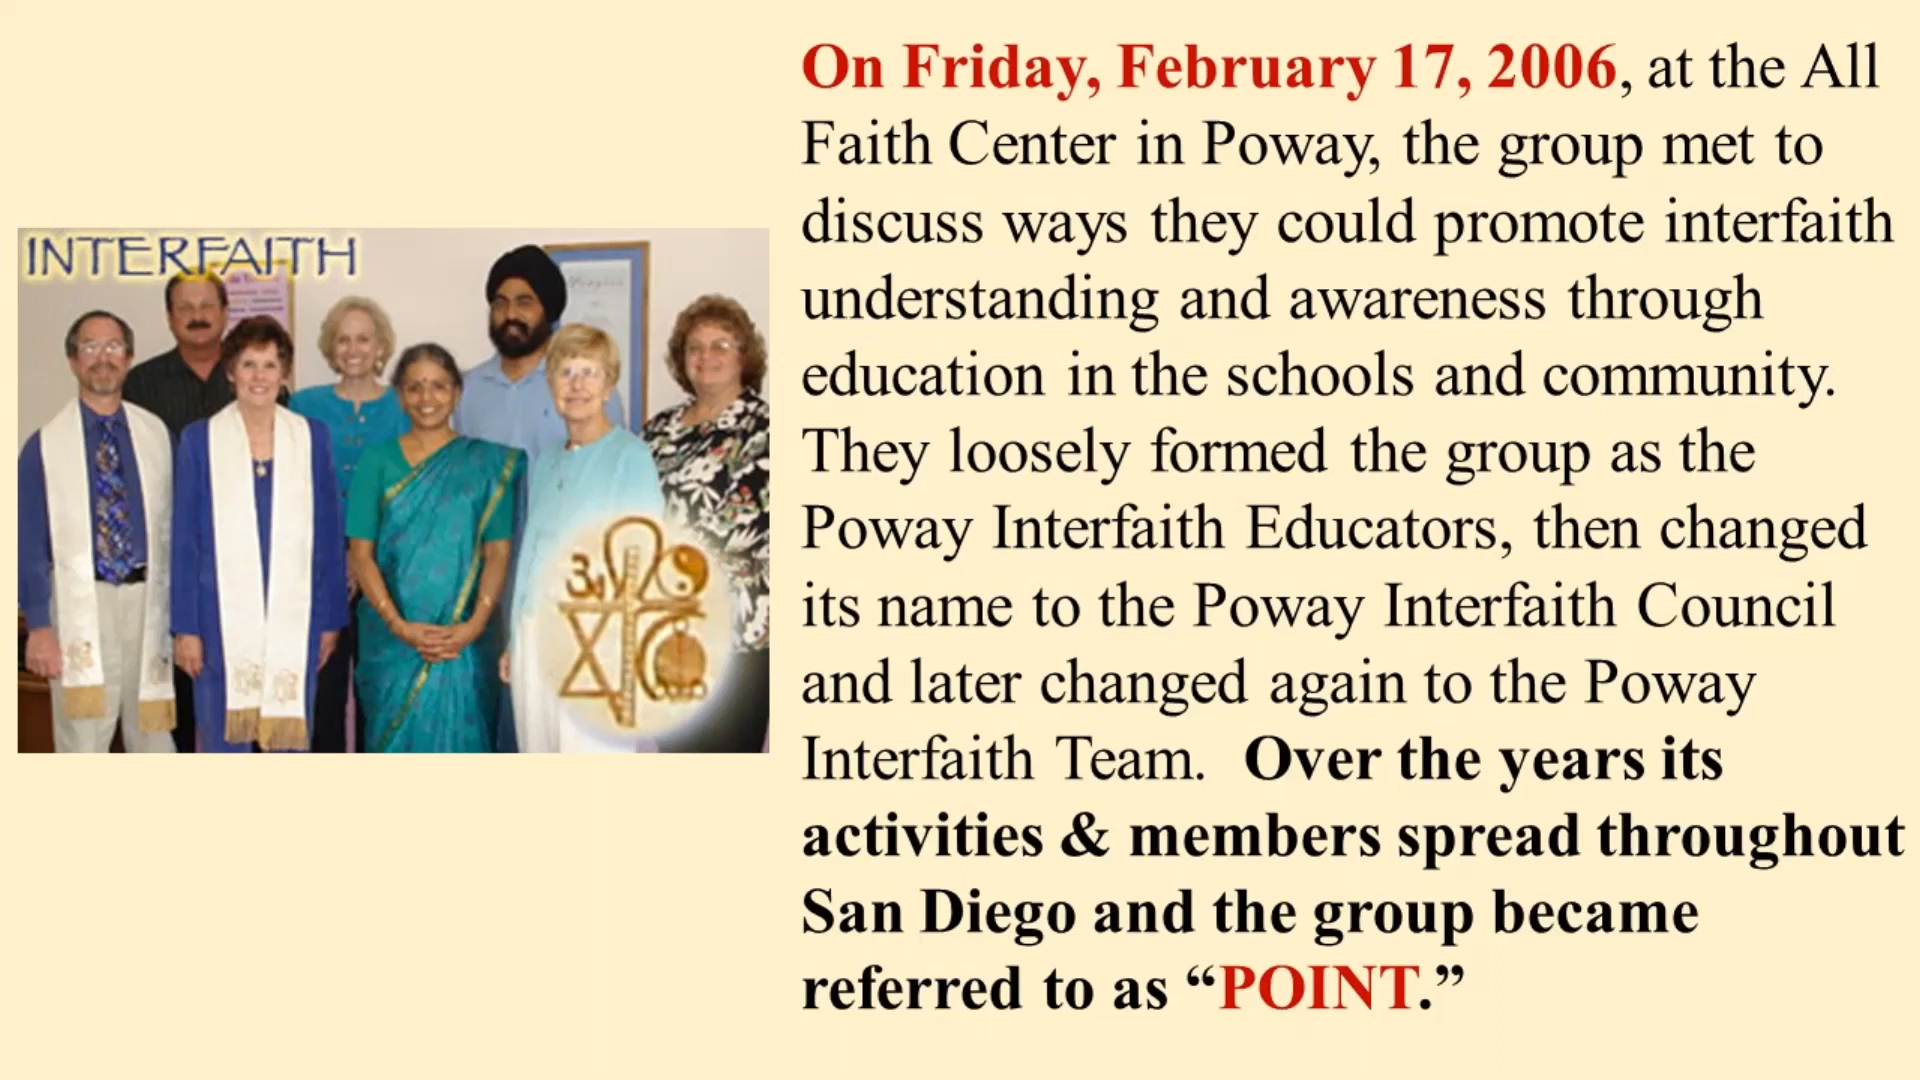 INTERFAITH
On Friday, February 17, 2006, at the All
Faith Center in Poway, the group met to
discuss ways they could promote interfaith
understanding and awareness through
education in the schools and community.
They loosely formed the group as the
Poway Interfaith Educators, then changed
its name to the Poway Interfaith Council
and later changed again to the Poway
Interfaith Team.  Over the years its
activities & members spread throughout
San Diego and the group became
referred to as “POINT.”